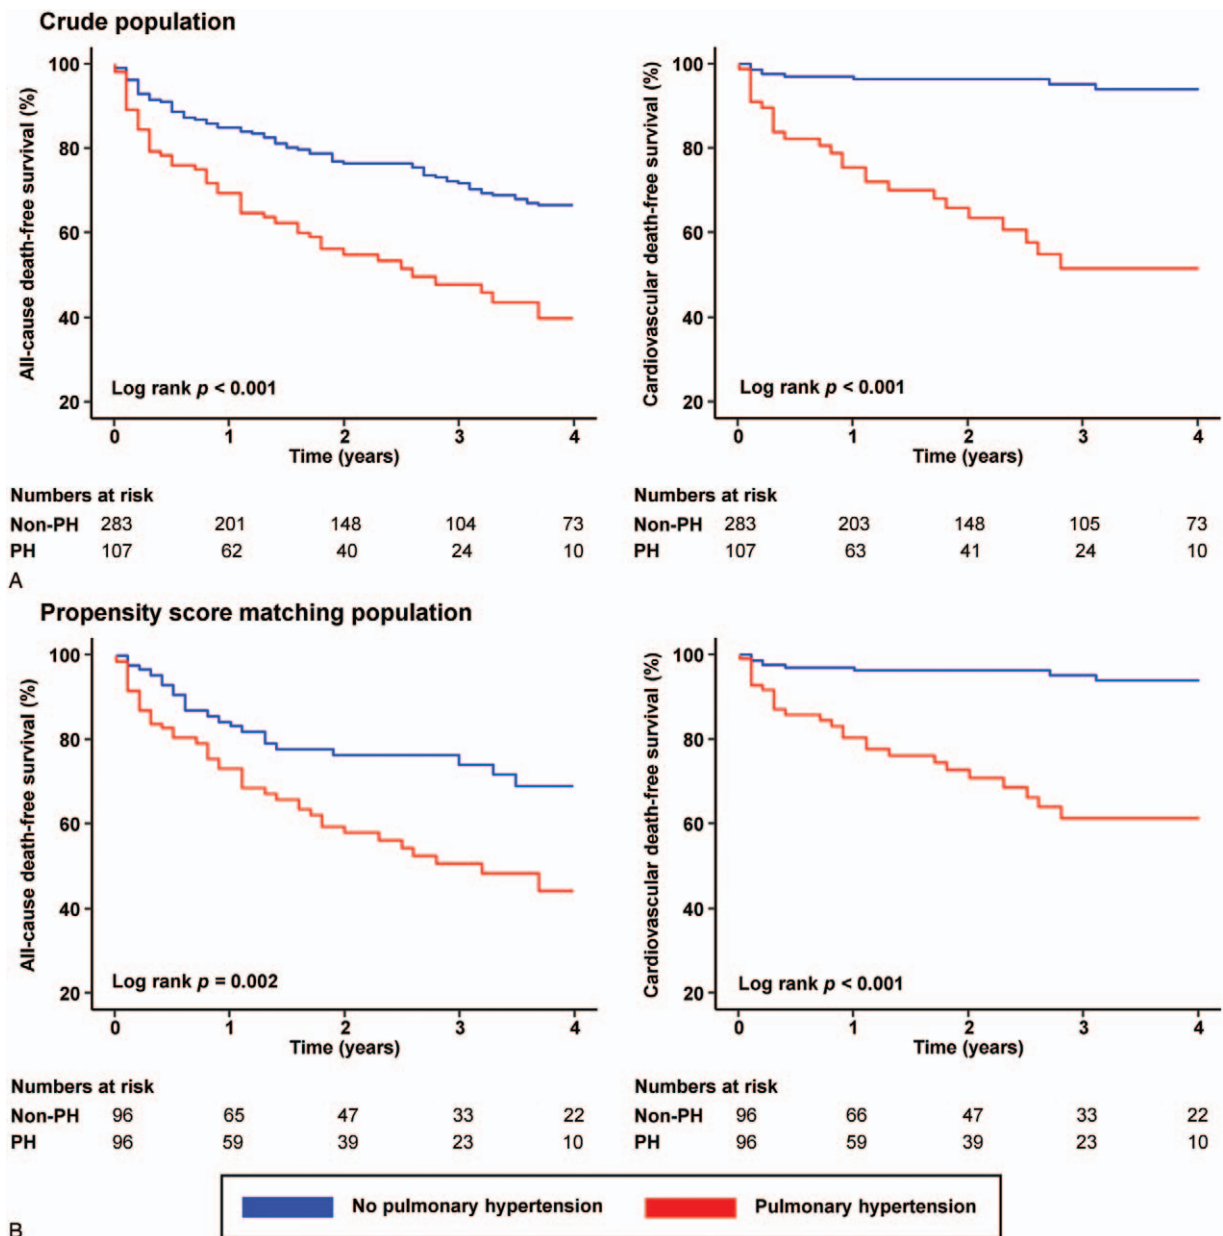 Crude population
All-cause death-free survival (%)
100
80
60
40
20
Log rank p < 0.001
0 1 2 3 4
Time (years)
Cardiovascular death-free survival (%)
100
80
60
40
20
Log rank p < 0.001
0 1 2 3 4
Time (years)
Numbers at risk
Non-PH 283 201 148 104 73
PH 107 62 40 24 10
Numbers at risk
Non-PH 283 203 148 105 73
PH 107 63 41 24 10
A
Propensity score matching population
All-cause death-free survival (%)
100
80
60
40
20
Log rank p = 0.002
0 1 2 3 4
Time (years)
Cardiovascular death-free survival (%)
100
80
60
40
20
Log rank p < 0.001
0 1 2 3 4
Time (years)
Numbers at risk
Non-PH 96 65 47 33 22
PH 96 59 39 23 10
Numbers at risk
Non-PH 96 66 47 33 22
PH 96 59 39 23 10
No pulmonary hypertension Pulmonary hypertension
B